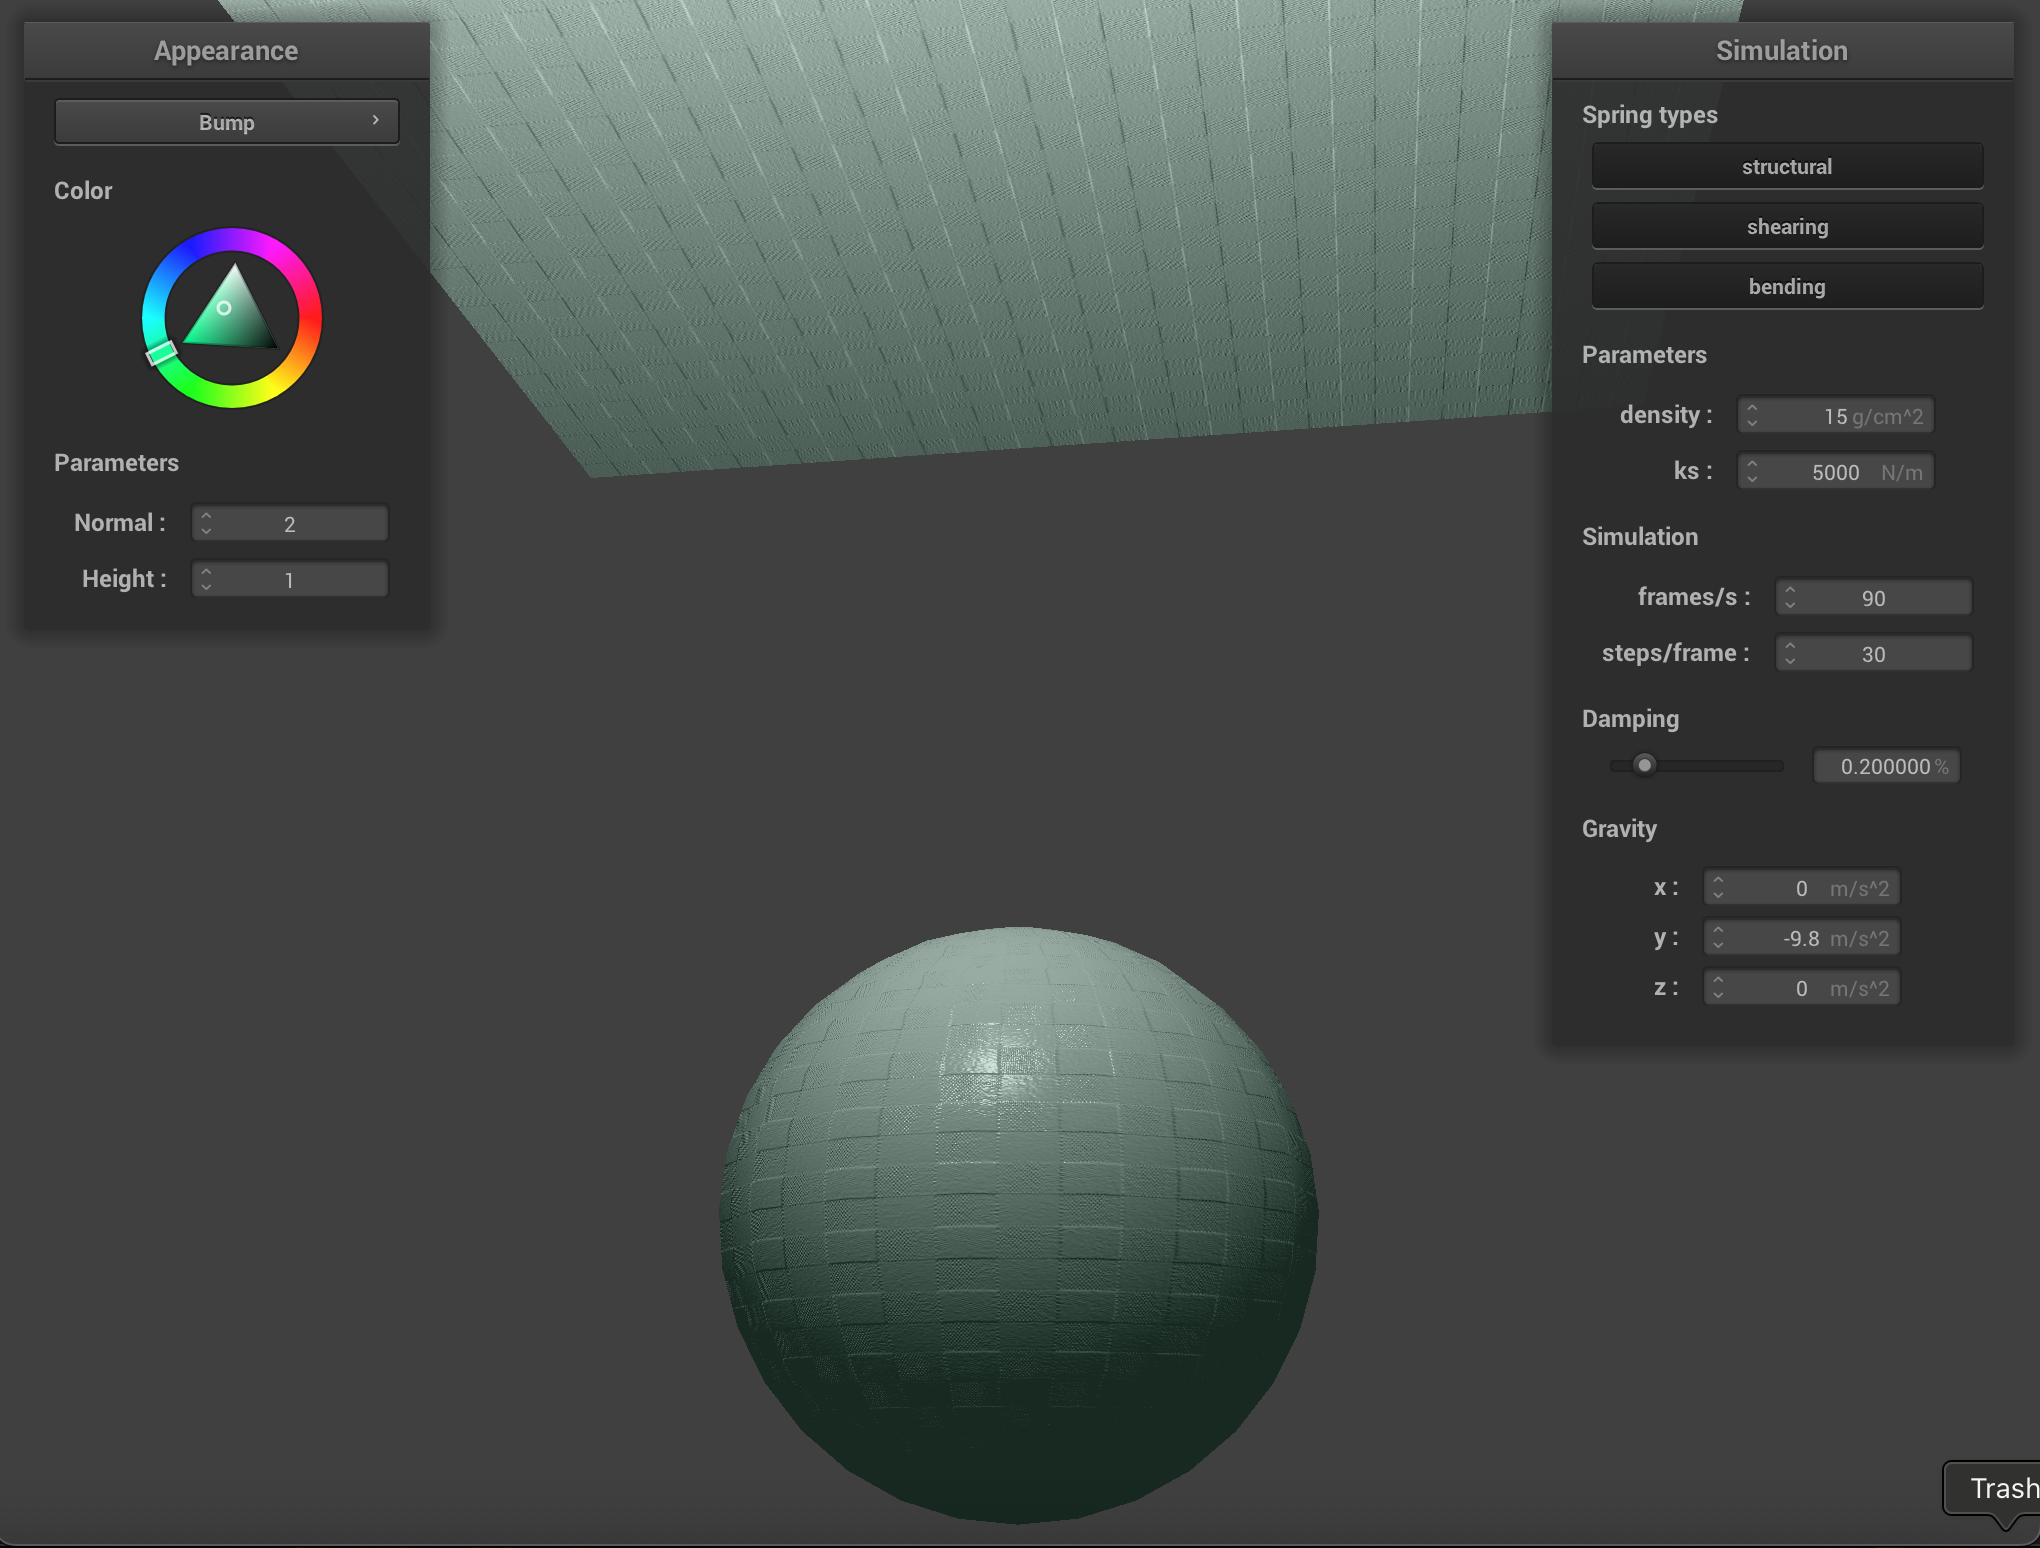 Appearance
Bump
Color
Parameters
Normal : 2
Height : 1
Simulation
Spring types
structural
shearing
bending
Parameters
density : 15 g/cm^2
ks : 5000 N/m
Simulation
frames/s : 90
steps/frame : 30
Damping
0.200000 %
Gravity
x : 0 m/s^2
y : -9.8 m/s^2
z : 0 m/s^2
Trash